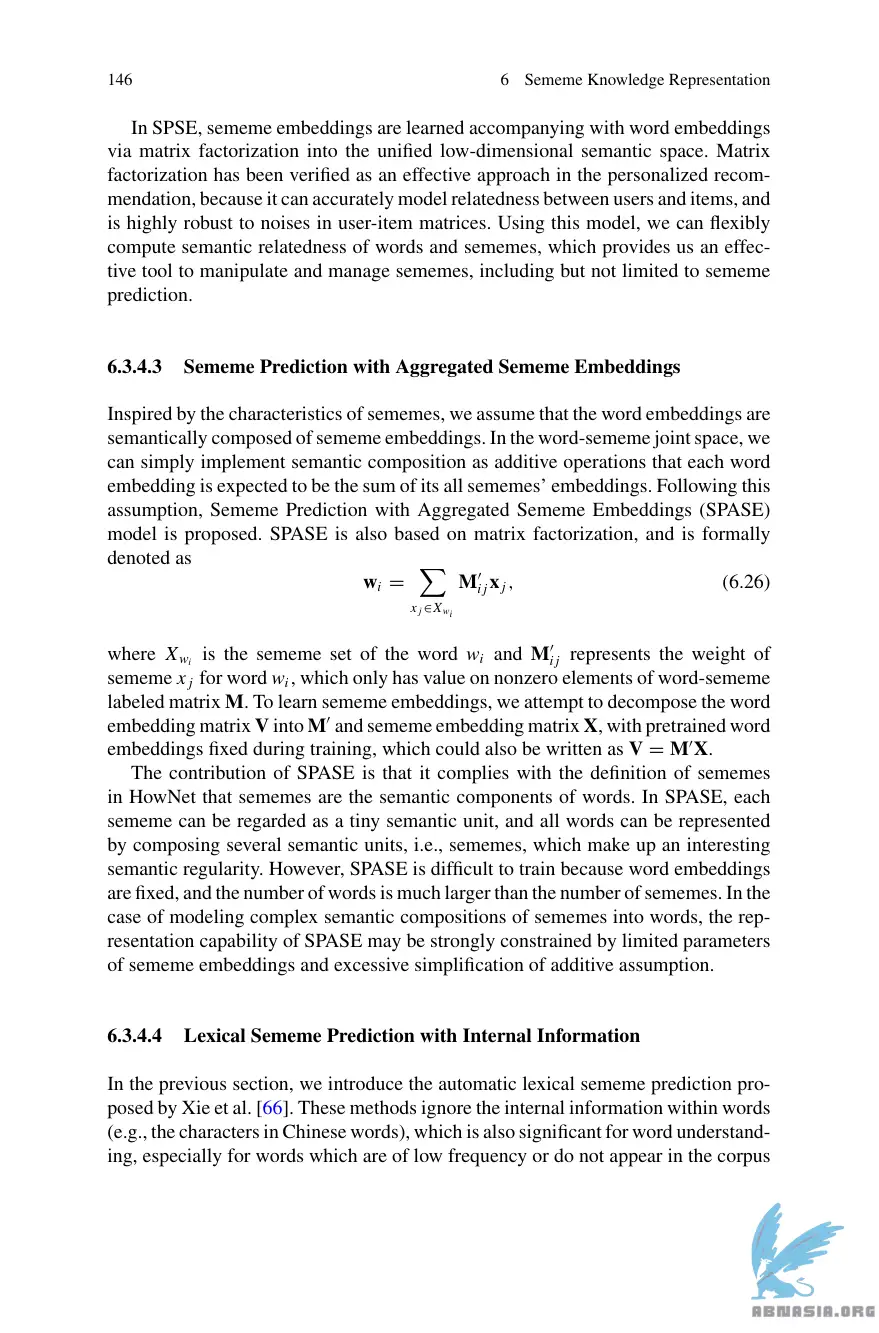 146 6 Sememe Knowledge Representation
In SPSE, sememe embeddings are learned accompanying with word embeddings
via matrix factorization into the unified low-dimensional semantic space. Matrix
factorization has been verified as an effective approach in the personalized recom-
mendation, because it can accurately model relatedness between users and items, and
is highly robust to noises in user-item matrices. Using this model, we can flexibly
compute semantic relatedness of words and sememes, which provides us an effec-
tive tool to manipulate and manage sememes, including but not limited to sememe
prediction.
6.3.4.3 Sememe Prediction with Aggregated Sememe Embeddings
Inspired by the characteristics of sememes, we assume that the word embeddings are
semantically composed of sememe embeddings. In the word-sememe joint space, we
can simply implement semantic composition as additive operations that each word
embedding is expected to be the sum of its all sememes’ embeddings. Following this
assumption, Sememe Prediction with Aggregated Sememe Embeddings (SPASE)
model is proposed. SPASE is also based on matrix factorization, and is formally
denoted as
w_i = ∑_{x_j∈X_{w_i}} M′_{ij} x_j, (6.26)
where X_{w_i} is the sememe set of the word w_i and M′_{ij} represents the weight of
sememe x_j for word w_i, which only has value on nonzero elements of word-sememe
labeled matrix M. To learn sememe embeddings, we attempt to decompose the word
embedding matrix V into M′ and sememe embedding matrix X, with pretrained word
embeddings fixed during training, which could also be written as V = M′X.
The contribution of SPASE is that it complies with the definition of sememes
in HowNet that sememes are the semantic components of words. In SPASE, each
sememe can be regarded as a tiny semantic unit, and all words can be represented
by composing several semantic units, i.e., sememes, which make up an interesting
semantic regularity. However, SPASE is difficult to train because word embeddings
are fixed, and the number of words is much larger than the number of sememes. In the
case of modeling complex semantic compositions of sememes into words, the rep-
resentation capability of SPASE may be strongly constrained by limited parameters
of sememe embeddings and excessive simplification of additive assumption.
6.3.4.4 Lexical Sememe Prediction with Internal Information
In the previous section, we introduce the automatic lexical sememe prediction pro-
posed by Xie et al. [66]. These methods ignore the internal information within words
(e.g., the characters in Chinese words), which is also significant for word understand-
ing, especially for words which are of low frequency or do not appear in the corpus
ABNASIA.ORG